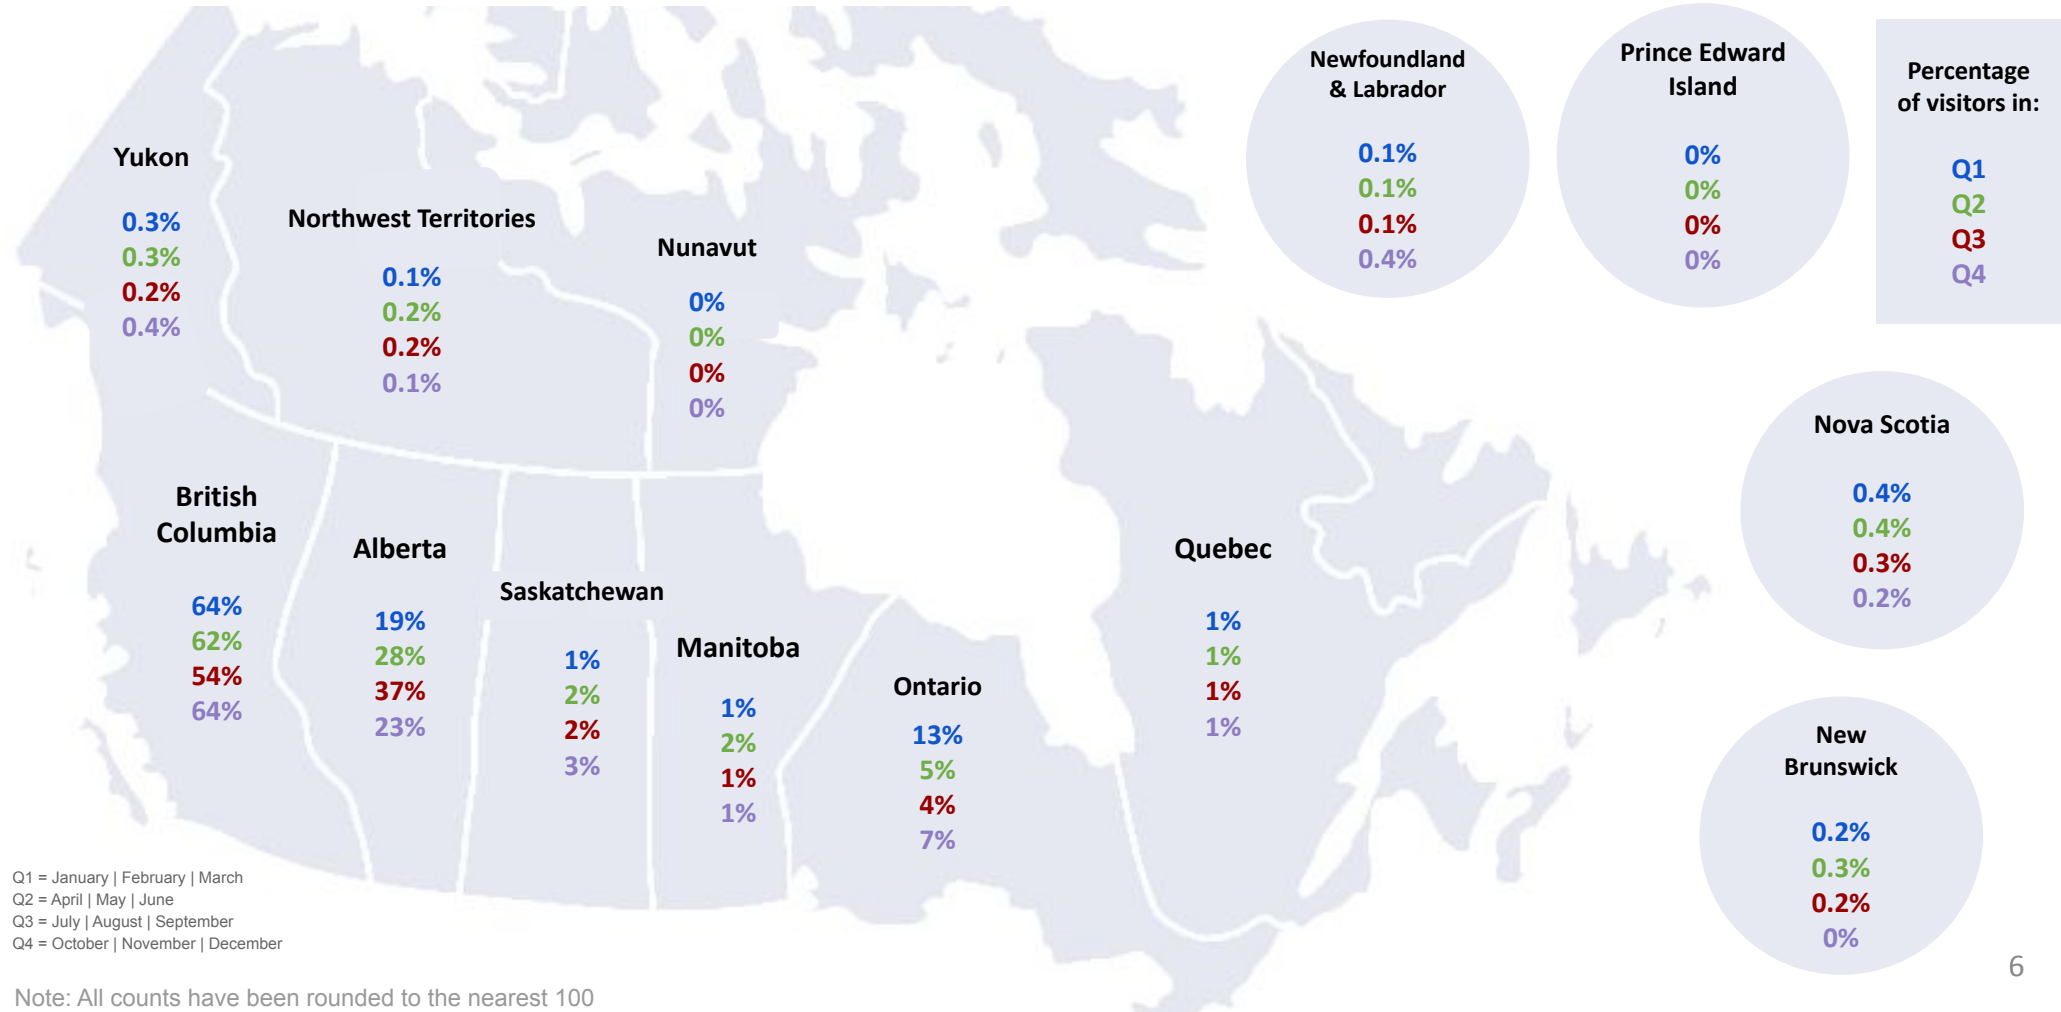 Newfoundland
& Labrador
0.1%
0.1%
0.1%
0.4%
Prince Edward
Island
0%
0%
0%
0%
Percentage
of visitors in:
Q1
Q2
Q3
Q4
Yukon
0.3%
0.3%
0.2%
0.4%
Northwest Territories
0.1%
0.2%
0.2%
0.1%
Nunavut
0%
0%
0%
0%
Nova Scotia
0.4%
0.4%
0.3%
0.2%
British
Columbia
64%
62%
54%
64%
Alberta
19%
28%
37%
23%
Saskatchewan
1%
2%
2%
3%
Manitoba
1%
2%
1%
1%
Ontario
13%
5%
4%
7%
Quebec
1%
1%
1%
1%
New
Brunswick
0.2%
0.3%
0.2%
0%
Q1 = January | February | March
Q2 = April | May | June
Q3 = July | August | September
Q4 = October | November | December
6
Note: All counts have been rounded to the nearest 100